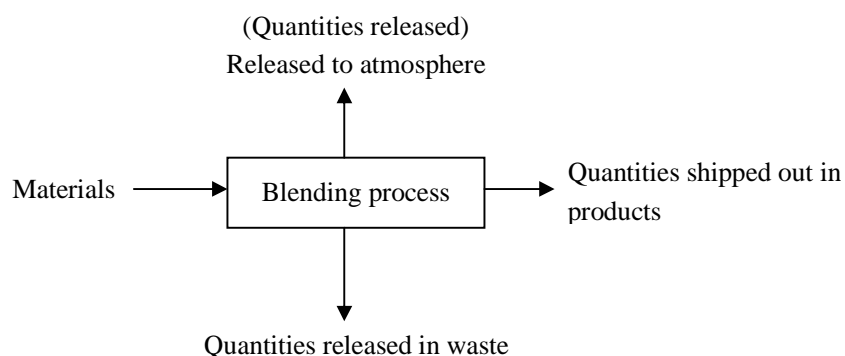 (Quantities released)
Released to atmosphere
Materials
Blending process
Quantities shipped out in
products
Quantities released in waste